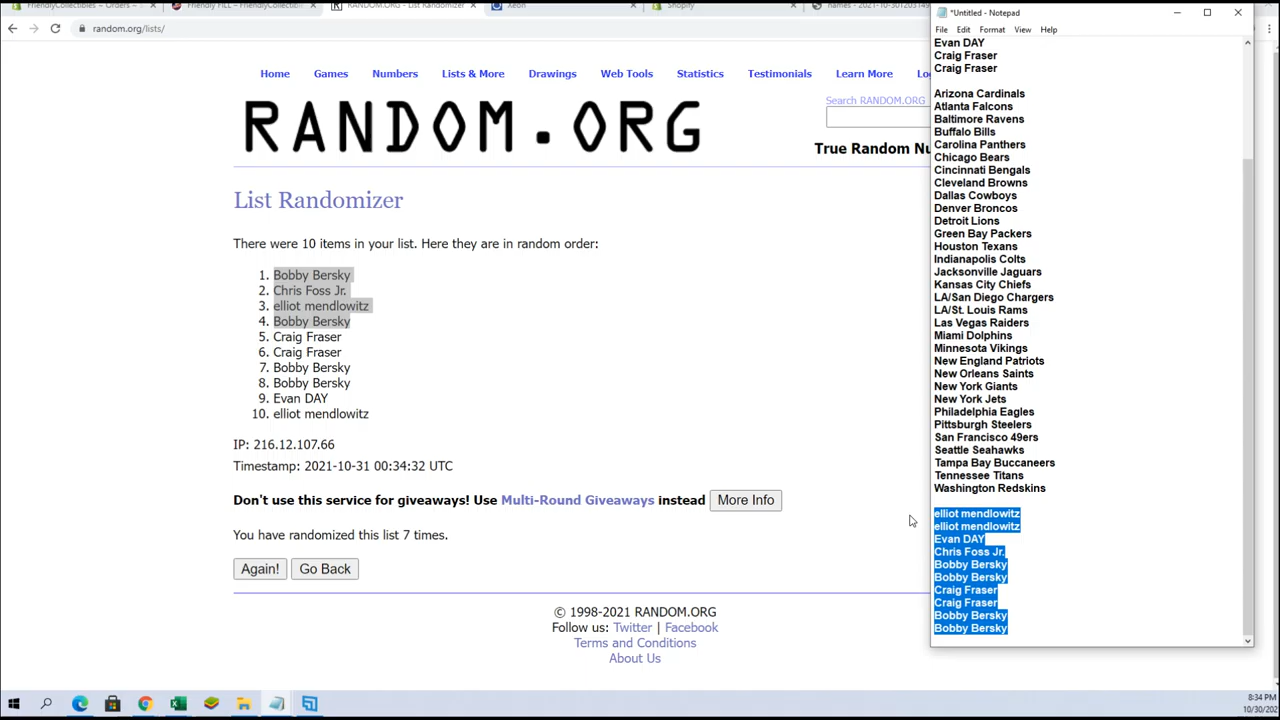 FriendlyCollectibles – Orders –
Friendly FILL – FriendlyCollectib
RANDOM.ORG - List Randomizer
Xeon
Shopify
random.org/lists/
Home Games Numbers Lists & More Drawings Web Tools Statistics Testimonials Learn More
RANDOM.ORG
Search RANDOM.ORG
True Random
List Randomizer
There were 10 items in your list. Here they are in random order:
1. Bobby Bersky
2. Chris Foss Jr.
3. elliot mendlowitz
4. Bobby Bersky
5. Craig Fraser
6. Craig Fraser
7. Bobby Bersky
8. Bobby Bersky
9. Evan DAY
10. elliot mendlowitz
IP: 216.12.107.66
Timestamp: 2021-10-31 00:34:32 UTC
Don't use this service for giveaways! Use Multi-Round Giveaways instead More Info
You have randomized this list 7 times.
Again! Go Back
© 1998-2021 RANDOM.ORG
Follow us: Twitter | Facebook
Terms and Conditions
About Us
*Untitled - Notepad
File Edit Format View Help
Evan DAY
Craig Fraser
Craig Fraser
Arizona Cardinals
Atlanta Falcons
Baltimore Ravens
Buffalo Bills
Carolina Panthers
Chicago Bears
Cincinnati Bengals
Cleveland Browns
Dallas Cowboys
Denver Broncos
Detroit Lions
Green Bay Packers
Houston Texans
Indianapolis Colts
Jacksonville Jaguars
Kansas City Chiefs
LA/San Diego Chargers
LA/St. Louis Rams
Las Vegas Raiders
Miami Dolphins
Minnesota Vikings
New England Patriots
New Orleans Saints
New York Giants
New York Jets
Philadelphia Eagles
Pittsburgh Steelers
San Francisco 49ers
Seattle Seahawks
Tampa Bay Buccaneers
Tennessee Titans
Washington Redskins
elliot mendlowitz
elliot mendlowitz
Evan DAY
Chris Foss Jr.
Bobby Bersky
Bobby Bersky
Craig Fraser
Craig Fraser
Bobby Bersky
Bobby Bersky
8:34 PM
10/30/202